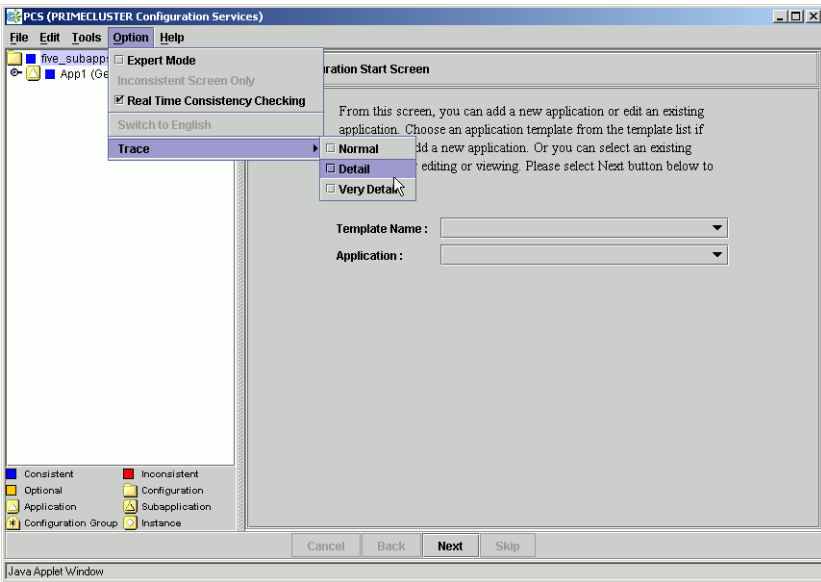 PCS (PRIMECLUSTER Configuration Services)
File Edit Tools Option Help
five_subapps
App1 (Ge
Expert Mode
Inconsistent Screen Only
Real Time Consistency Checking
Switch to English
Trace
Normal
Detail
Very Detail
uration Start Screen
From this screen, you can add a new application or edit an existing
application. Choose an application template from the template list if
dd a new application. Or you can select an existing
editing or viewing. Please select Next button below to
Template Name :
Application :
Consistent
Inconsistent
Optional
Configuration
Application
Subapplication
Configuration Group
Instance
Cancel Back Next Skip
Java Applet Window